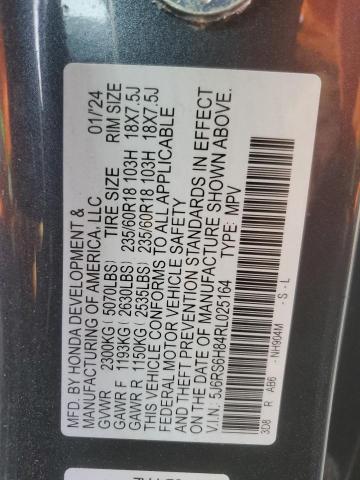 MFD. BY HONDA DEVELOPMENT &
MANUFACTURING OF AMERICA, LLC 01/24
GVWR 2300KG (5070LBS) TIRE SIZE RIM SIZE
GAWR F 1193KG (2630LBS) 235/60R18 103H 18X7.5J
GAWR R 1150KG (2535LBS) 235/60R18 103H 18X7.5J
THIS VEHICLE CONFORMS TO ALL APPLICABLE
FEDERAL MOTOR VEHICLE SAFETY
AND THEFT PREVENTION STANDARDS IN EFFECT
ON THE DATE OF MANUFACTURE SHOWN ABOVE.
V.I.N. 5J6RS6H84RL025164 TYPE: MPV
3D8 R AB6 NH904M - S - L